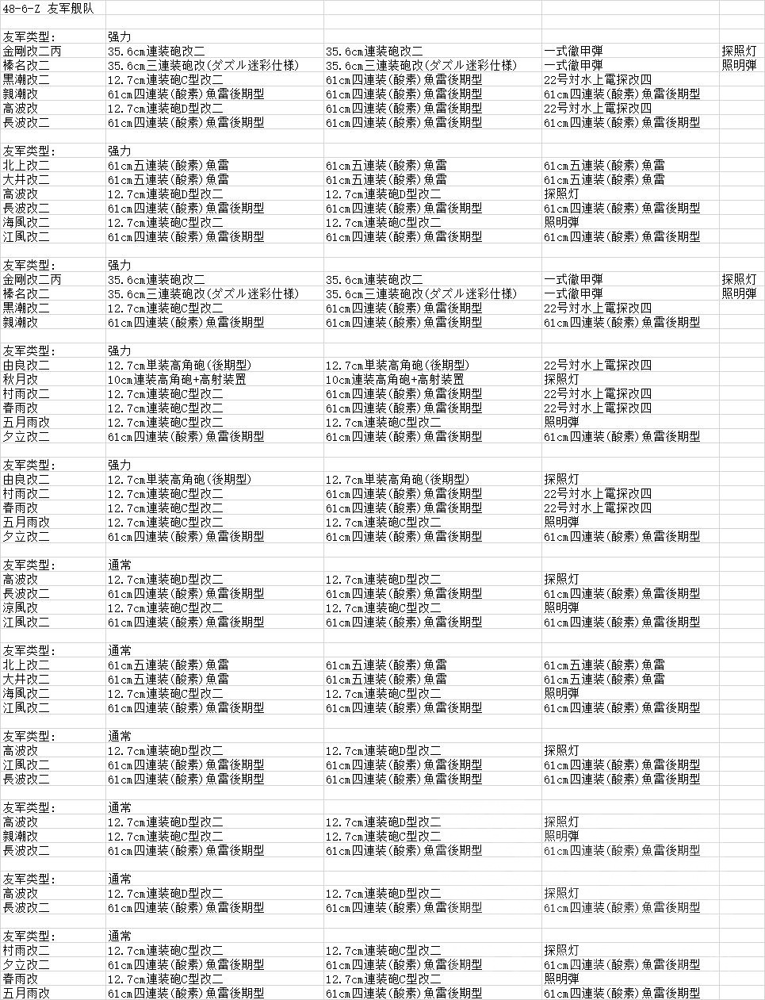 48-6-Z 友军舰队
友军类型: 强力
金剛改二丙 35.6cm連装砲改二 35.6cm連装砲改二 一式徹甲弾 探照灯
榛名改二 35.6cm三連装砲改(ダズル迷彩仕様) 35.6cm三連装砲改(ダズル迷彩仕様) 一式徹甲弾 照明弾
黒潮改二 12.7cm連装砲C型改二 61cm四連装(酸素)魚雷後期型 22号対水上電探改四
親潮改 61cm四連装(酸素)魚雷後期型 61cm四連装(酸素)魚雷後期型 61cm四連装(酸素)魚雷後期型
高波改 12.7cm連装砲D型改二 61cm四連装(酸素)魚雷後期型 22号対水上電探改四
長波改二 61cm四連装(酸素)魚雷後期型 61cm四連装(酸素)魚雷後期型 61cm四連装(酸素)魚雷後期型
友军类型: 强力
北上改二 61cm五連装(酸素)魚雷 61cm五連装(酸素)魚雷 61cm五連装(酸素)魚雷
大井改二 61cm五連装(酸素)魚雷 61cm五連装(酸素)魚雷 61cm五連装(酸素)魚雷
高波改 12.7cm連装砲D型改二 12.7cm連装砲D型改二 探照灯
長波改二 61cm四連装(酸素)魚雷後期型 61cm四連装(酸素)魚雷後期型 61cm四連装(酸素)魚雷後期型
海風改二 12.7cm連装砲C型改二 12.7cm連装砲C型改二 照明弾
江風改二 61cm四連装(酸素)魚雷後期型 61cm四連装(酸素)魚雷後期型 61cm四連装(酸素)魚雷後期型
友军类型: 强力
金剛改二丙 35.6cm連装砲改二 35.6cm連装砲改二 一式徹甲弾 探照灯
榛名改二 35.6cm三連装砲改(ダズル迷彩仕様) 35.6cm三連装砲改(ダズル迷彩仕様) 一式徹甲弾 照明弾
黒潮改二 12.7cm連装砲C型改二 61cm四連装(酸素)魚雷後期型 22号対水上電探改四
親潮改 61cm四連装(酸素)魚雷後期型 61cm四連装(酸素)魚雷後期型 61cm四連装(酸素)魚雷後期型
友军类型: 强力
由良改二 12.7cm単装高角砲(後期型) 12.7cm単装高角砲(後期型) 22号対水上電探改四
秋月改 10cm連装高角砲+高射装置 10cm連装高角砲+高射装置 探照灯
村雨改二 12.7cm連装砲C型改二 61cm四連装(酸素)魚雷後期型 22号対水上電探改四
春雨改 12.7cm連装砲C型改二 61cm四連装(酸素)魚雷後期型 22号対水上電探改四
五月雨改 12.7cm連装砲C型改二 12.7cm連装砲C型改二 照明弾
夕立改二 61cm四連装(酸素)魚雷後期型 61cm四連装(酸素)魚雷後期型 61cm四連装(酸素)魚雷後期型
友军类型: 强力
由良改二 12.7cm単装高角砲(後期型) 12.7cm単装高角砲(後期型) 探照灯
村雨改二 12.7cm連装砲C型改二 61cm四連装(酸素)魚雷後期型 22号対水上電探改四
春雨改 12.7cm連装砲C型改二 61cm四連装(酸素)魚雷後期型 22号対水上電探改四
五月雨改 12.7cm連装砲C型改二 12.7cm連装砲C型改二 照明弾
夕立改二 61cm四連装(酸素)魚雷後期型 61cm四連装(酸素)魚雷後期型 61cm四連装(酸素)魚雷後期型
友军类型: 通常
高波改 12.7cm連装砲D型改二 12.7cm連装砲D型改二 探照灯
長波改二 61cm四連装(酸素)魚雷後期型 61cm四連装(酸素)魚雷後期型 61cm四連装(酸素)魚雷後期型
涼風改 12.7cm連装砲C型改二 12.7cm連装砲C型改二 照明弾
江風改二 61cm四連装(酸素)魚雷後期型 61cm四連装(酸素)魚雷後期型 61cm四連装(酸素)魚雷後期型
友军类型: 通常
北上改二 61cm五連装(酸素)魚雷 61cm五連装(酸素)魚雷 61cm五連装(酸素)魚雷
大井改二 61cm五連装(酸素)魚雷 61cm五連装(酸素)魚雷 61cm五連装(酸素)魚雷
海風改二 12.7cm連装砲C型改二 12.7cm連装砲C型改二 照明弾
江風改二 61cm四連装(酸素)魚雷後期型 61cm四連装(酸素)魚雷後期型 61cm四連装(酸素)魚雷後期型
友军类型: 通常
高波改 12.7cm連装砲D型改二 12.7cm連装砲D型改二 探照灯
江風改二 61cm四連装(酸素)魚雷後期型 61cm四連装(酸素)魚雷後期型 61cm四連装(酸素)魚雷後期型
長波改二 61cm四連装(酸素)魚雷後期型 61cm四連装(酸素)魚雷後期型 61cm四連装(酸素)魚雷後期型
友军类型: 通常
高波改 12.7cm連装砲D型改二 12.7cm連装砲D型改二 探照灯
親潮改 12.7cm連装砲C型改二 12.7cm連装砲C型改二 照明弾
長波改二 61cm四連装(酸素)魚雷後期型 61cm四連装(酸素)魚雷後期型 61cm四連装(酸素)魚雷後期型
友军类型: 通常
高波改 12.7cm連装砲D型改二 12.7cm連装砲D型改二 探照灯
長波改二 61cm四連装(酸素)魚雷後期型 61cm四連装(酸素)魚雷後期型 61cm四連装(酸素)魚雷後期型
友军类型: 通常
村雨改二 12.7cm連装砲C型改二 12.7cm連装砲C型改二 探照灯
夕立改二 61cm四連装(酸素)魚雷後期型 61cm四連装(酸素)魚雷後期型 61cm四連装(酸素)魚雷後期型
春雨改 12.7cm連装砲C型改二 12.7cm連装砲C型改二 照明弾
五月雨改 61cm四連装(酸素)魚雷後期型 61cm四連装(酸素)魚雷後期型 61cm四連装(酸素)魚雷後期型